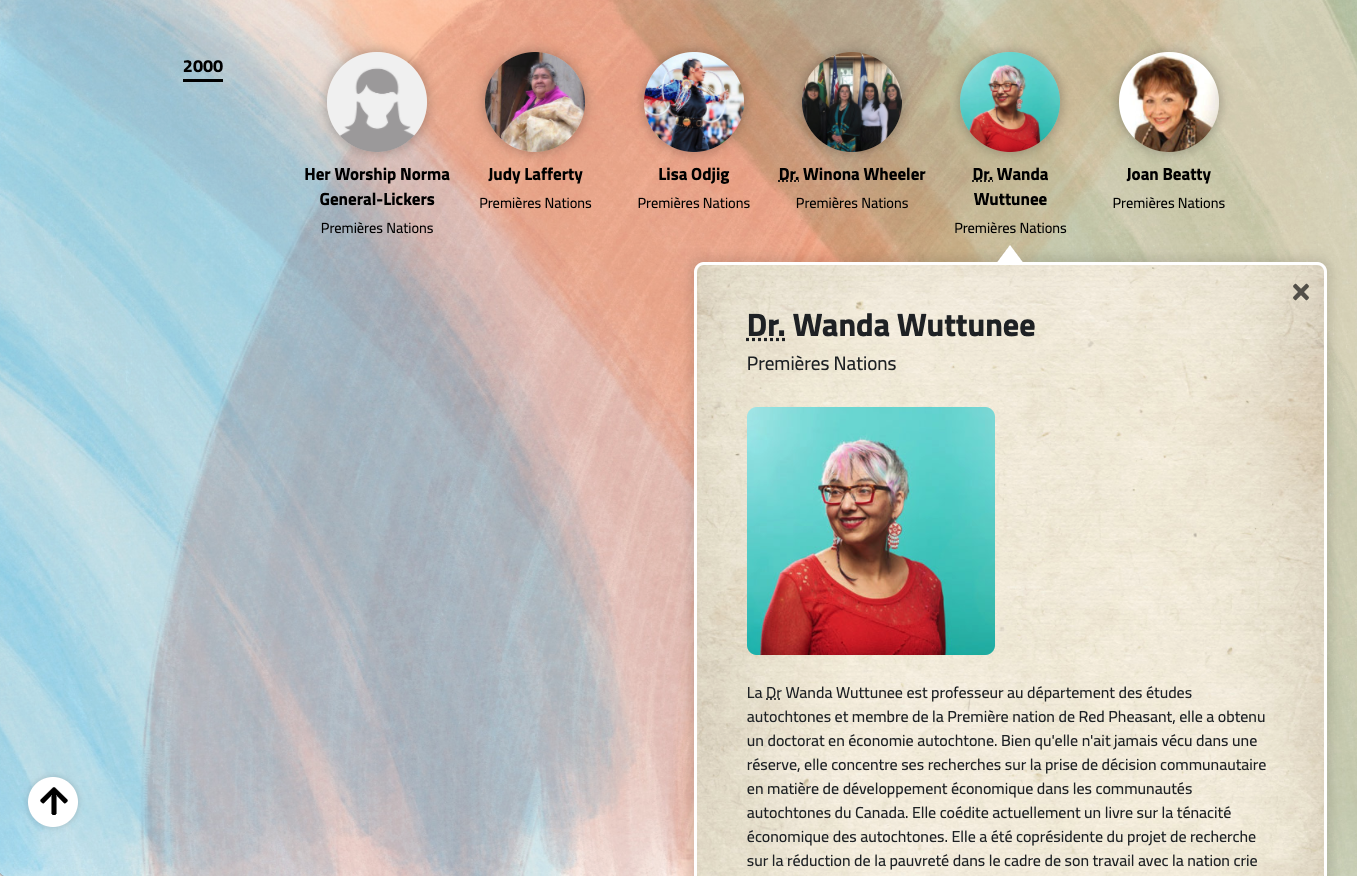 2000
Her Worship Norma
General-Lickers
Premières Nations
Judy Lafferty
Premières Nations
Lisa Odjig
Premières Nations
Dr. Winona Wheeler
Premières Nations
Dr. Wanda
Wuttunee
Premières Nations
Joan Beatty
Premières Nations
Dr. Wanda Wuttunee
Premières Nations
La Dr Wanda Wuttunee est professeur au département des études
autochtones et membre de la Première nation de Red Pheasant, elle a obtenu
un doctorat en économie autochtone. Bien qu'elle n'ait jamais vécu dans une
réserve, elle concentre ses recherches sur la prise de décision communautaire
en matière de développement économique dans les communautés
autochtones du Canada. Elle coédite actuellement un livre sur la ténacité
économique des autochtones. Elle a été coprésidente du projet de recherche
sur la réduction de la pauvreté dans le cadre de son travail avec la nation crie